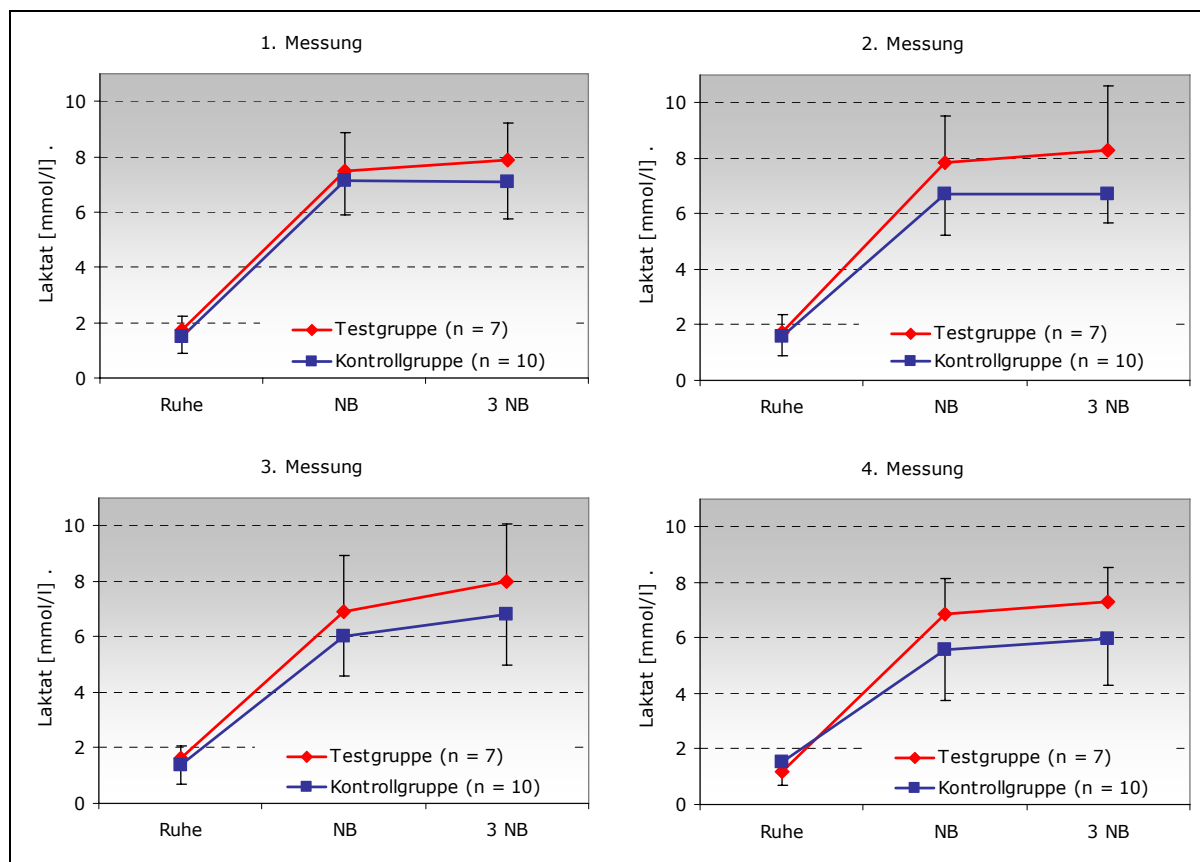 1. Messung
Laktat [mmol/l] .
10
8
6
4
2
0
Testgruppe (n = 7)
Kontrollgruppe (n = 10)
Ruhe NB 3 NB
2. Messung
Laktat [mmol/l] .
10
8
6
4
2
0
Testgruppe (n = 7)
Kontrollgruppe (n = 10)
Ruhe NB 3 NB
3. Messung
Laktat [mmol/l] .
10
8
6
4
2
0
Testgruppe (n = 7)
Kontrollgruppe (n = 10)
Ruhe NB 3 NB
4. Messung
Laktat [mmol/l] .
10
8
6
4
2
0
Testgruppe (n = 7)
Kontrollgruppe (n = 10)
Ruhe NB 3 NB